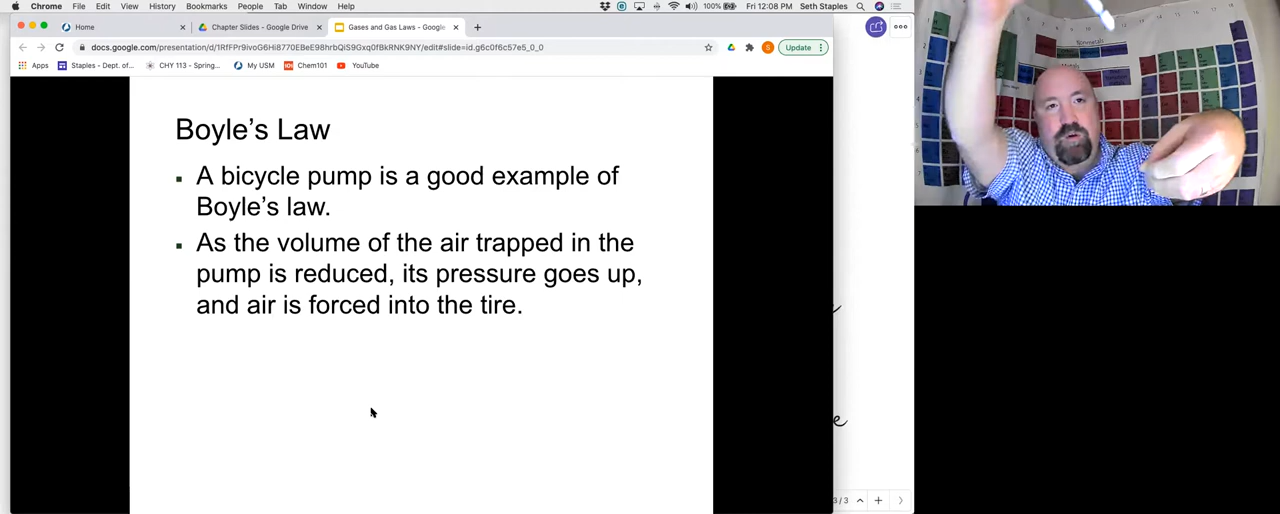 Chrome File Edit View History Bookmarks People Tab Window Help 100% Fri 12:08 PM Seth Staples
Home Chapter Slides - Google Drive Gases and Gas Laws - Google
docs.google.com/presentation/d/1RfFPr9ivoG6Hi8770EBeE98hrbQiS9Gxq0fBkRNK9NY/edit#slide=id.g6c0f6c57e5_0_0 Update
Apps Staples - Dept. of... CHY 113 - Spring... My USM Chem101 YouTube
Boyle's Law
▪ A bicycle pump is a good example of
Boyle's law.
▪ As the volume of the air trapped in the
pump is reduced, its pressure goes up,
and air is forced into the tire.
e
3 / 3
Nonmetals
Metals